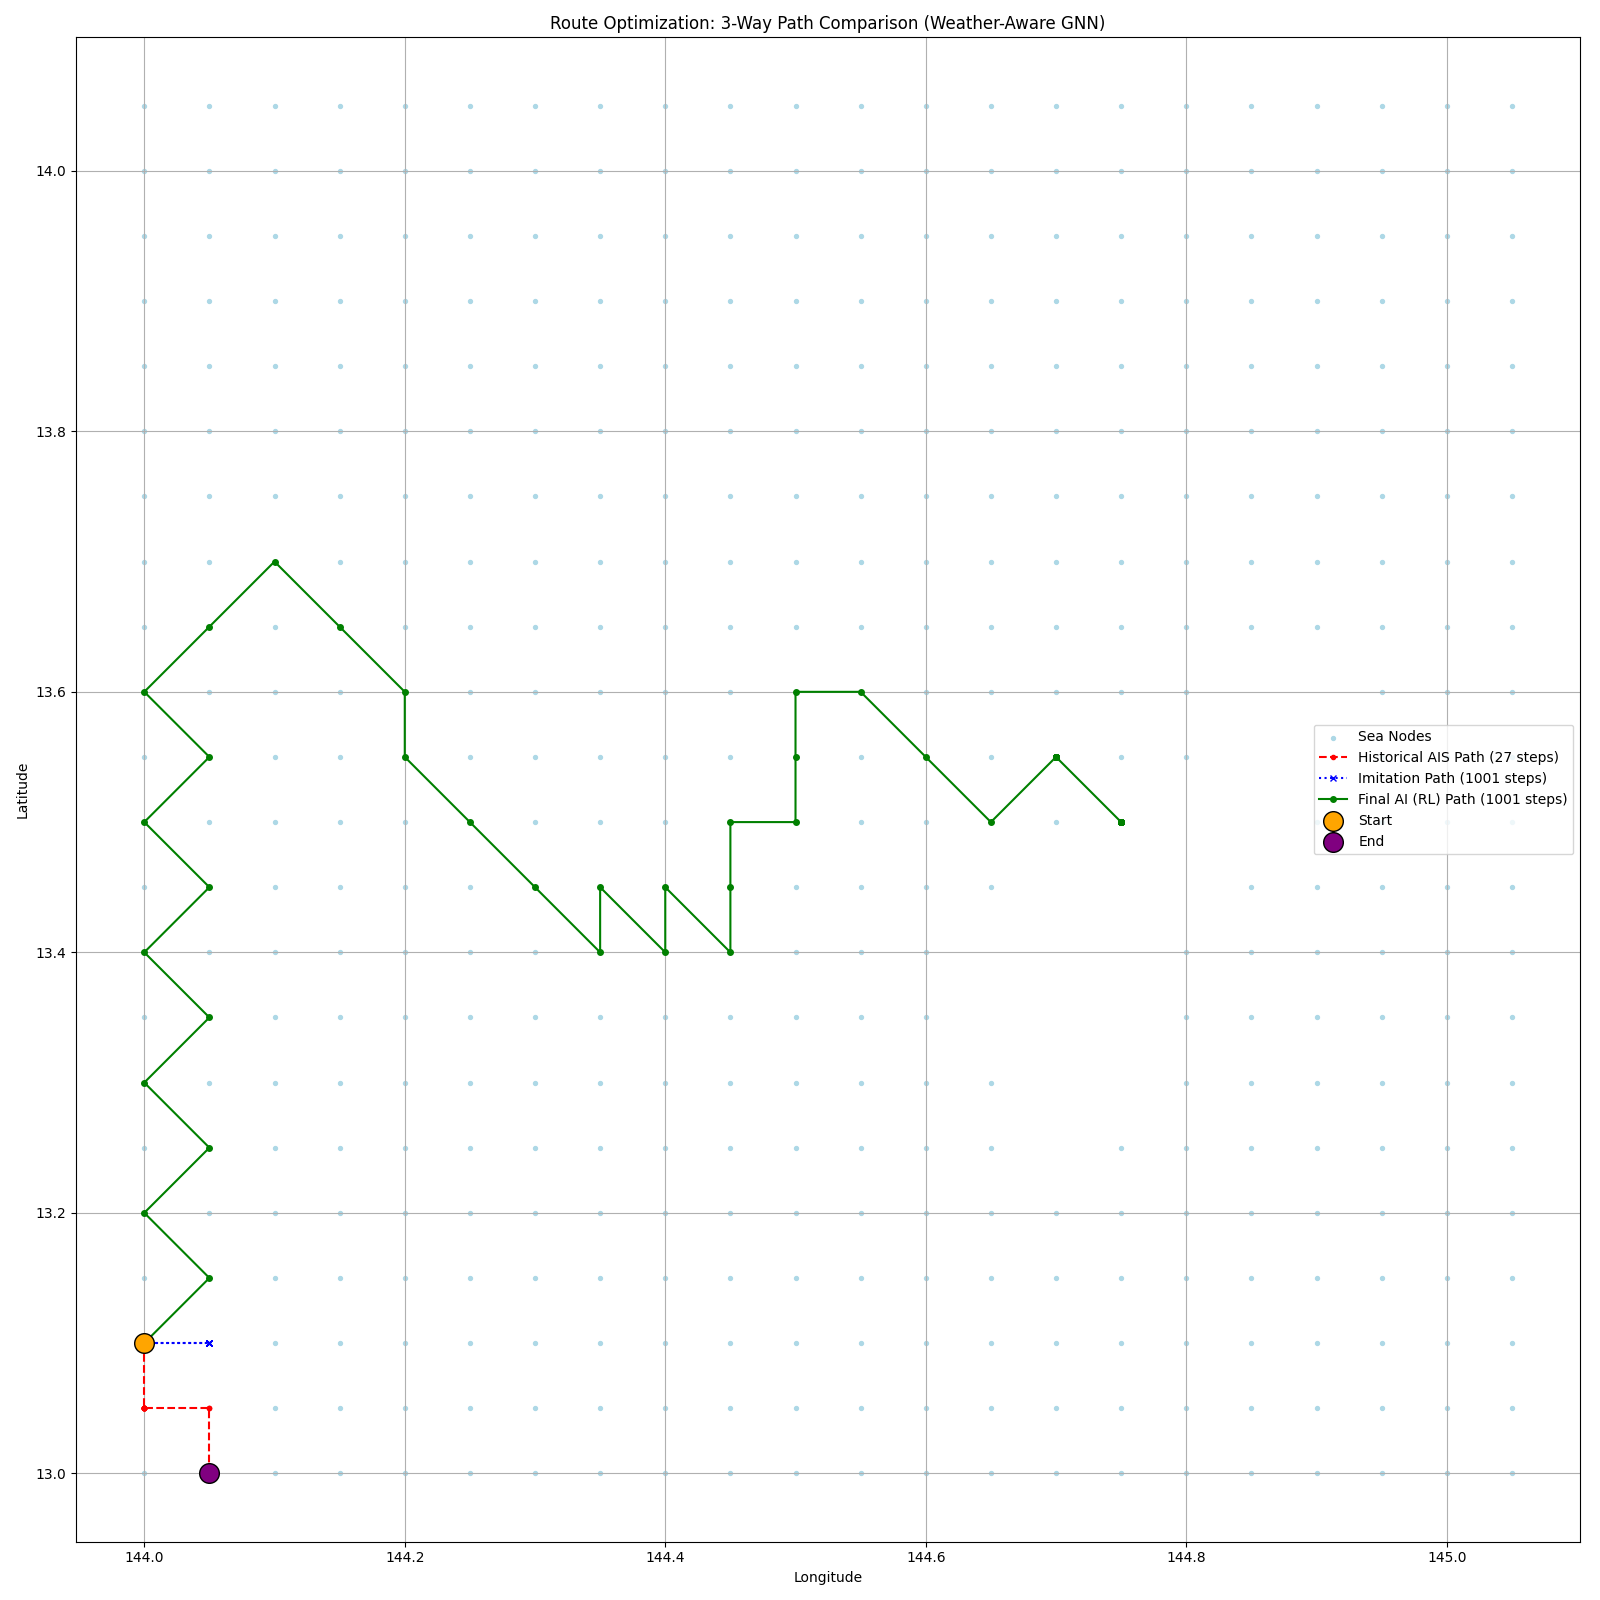 Route Optimization: 3-Way Path Comparison (Weather-Aware GNN)
Latitude
14.0
13.8
13.6
13.4
13.2
13.0
Sea Nodes
Historical AIS Path (27 steps)
Imitation Path (1001 steps)
Final AI (RL) Path (1001 steps)
Start
End
144.0 144.2 144.4 144.6 144.8 145.0
Longitude